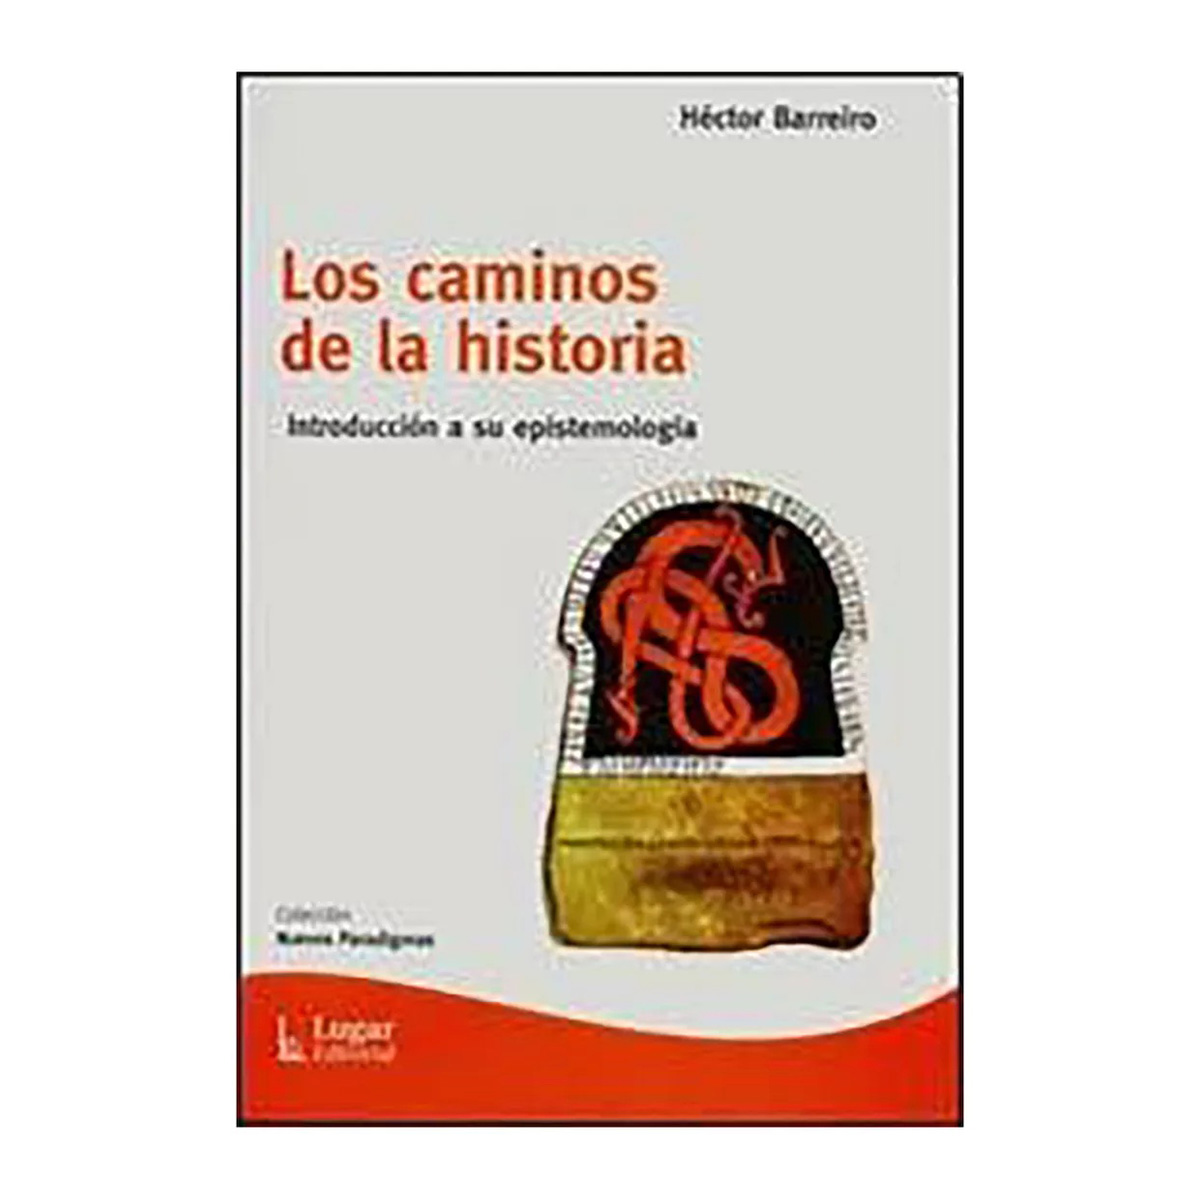 Héctor Barreiro
Los caminos
de la historia
Introducción a su epistemología
Colección
Nuevos Paradigmas
Lugar
Editorial